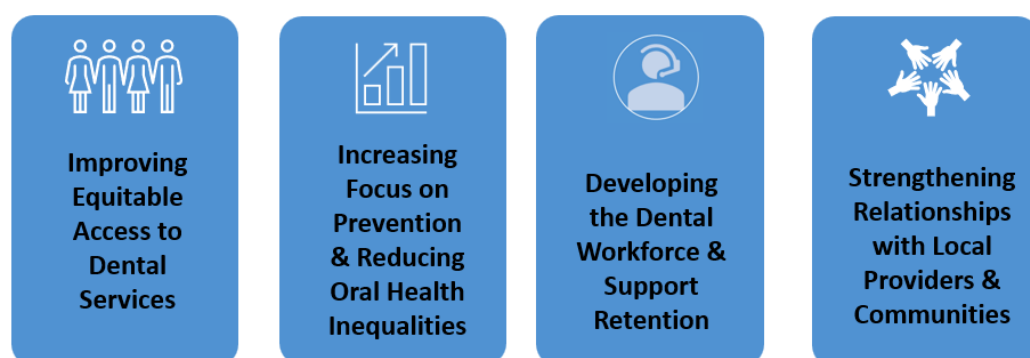 Improving
Equitable
Access to
Dental
Services
Increasing
Focus on
Prevention
& Reducing
Oral Health
Inequalities
Developing
the Dental
Workforce &
Support
Retention
Strengthening
Relationships
with Local
Providers &
Communities